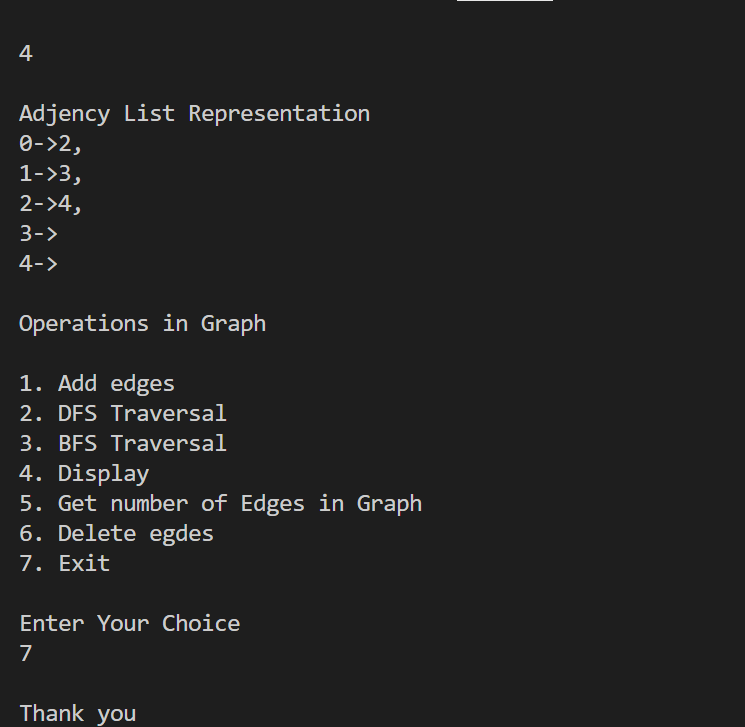 4
Adjency List Representation
0->2,
1->3,
2->4,
3->
4->
Operations in Graph
1. Add edges
2. DFS Traversal
3. BFS Traversal
4. Display
5. Get number of Edges in Graph
6. Delete egdes
7. Exit
Enter Your Choice
7
Thank you